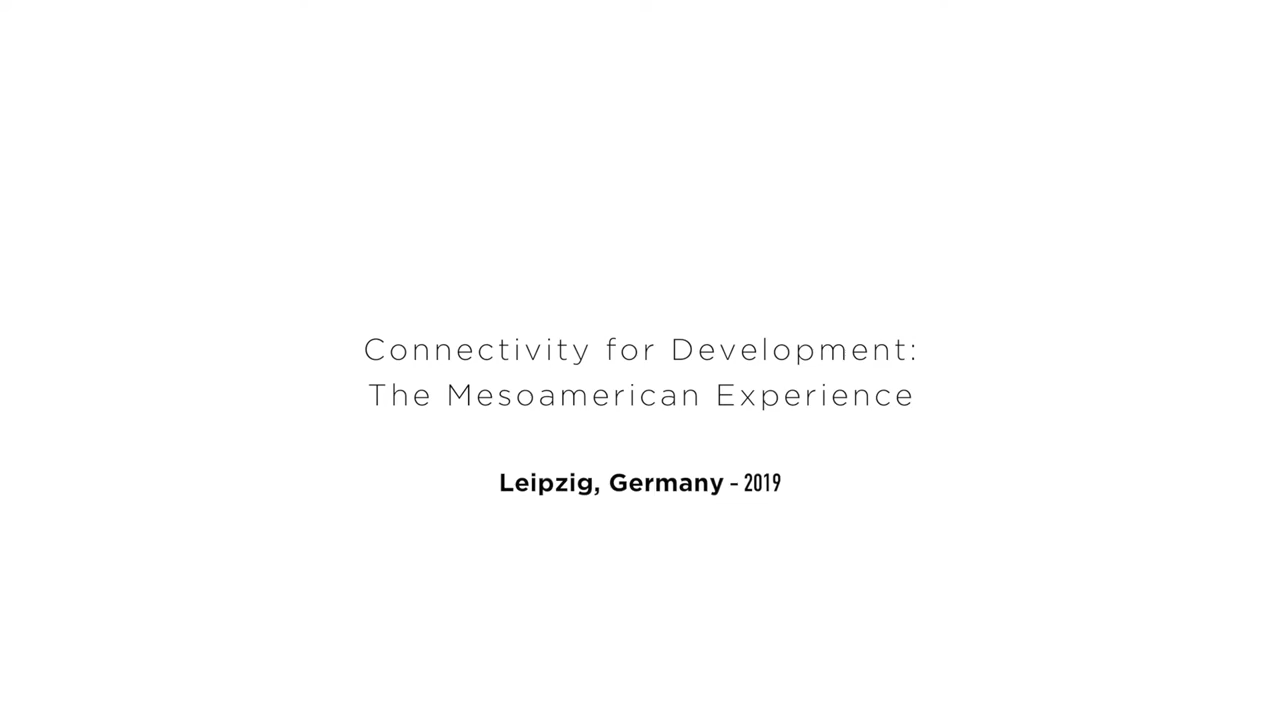 Connectivity for Development:
The Mesoamerican Experience
Leipzig, Germany - 2019